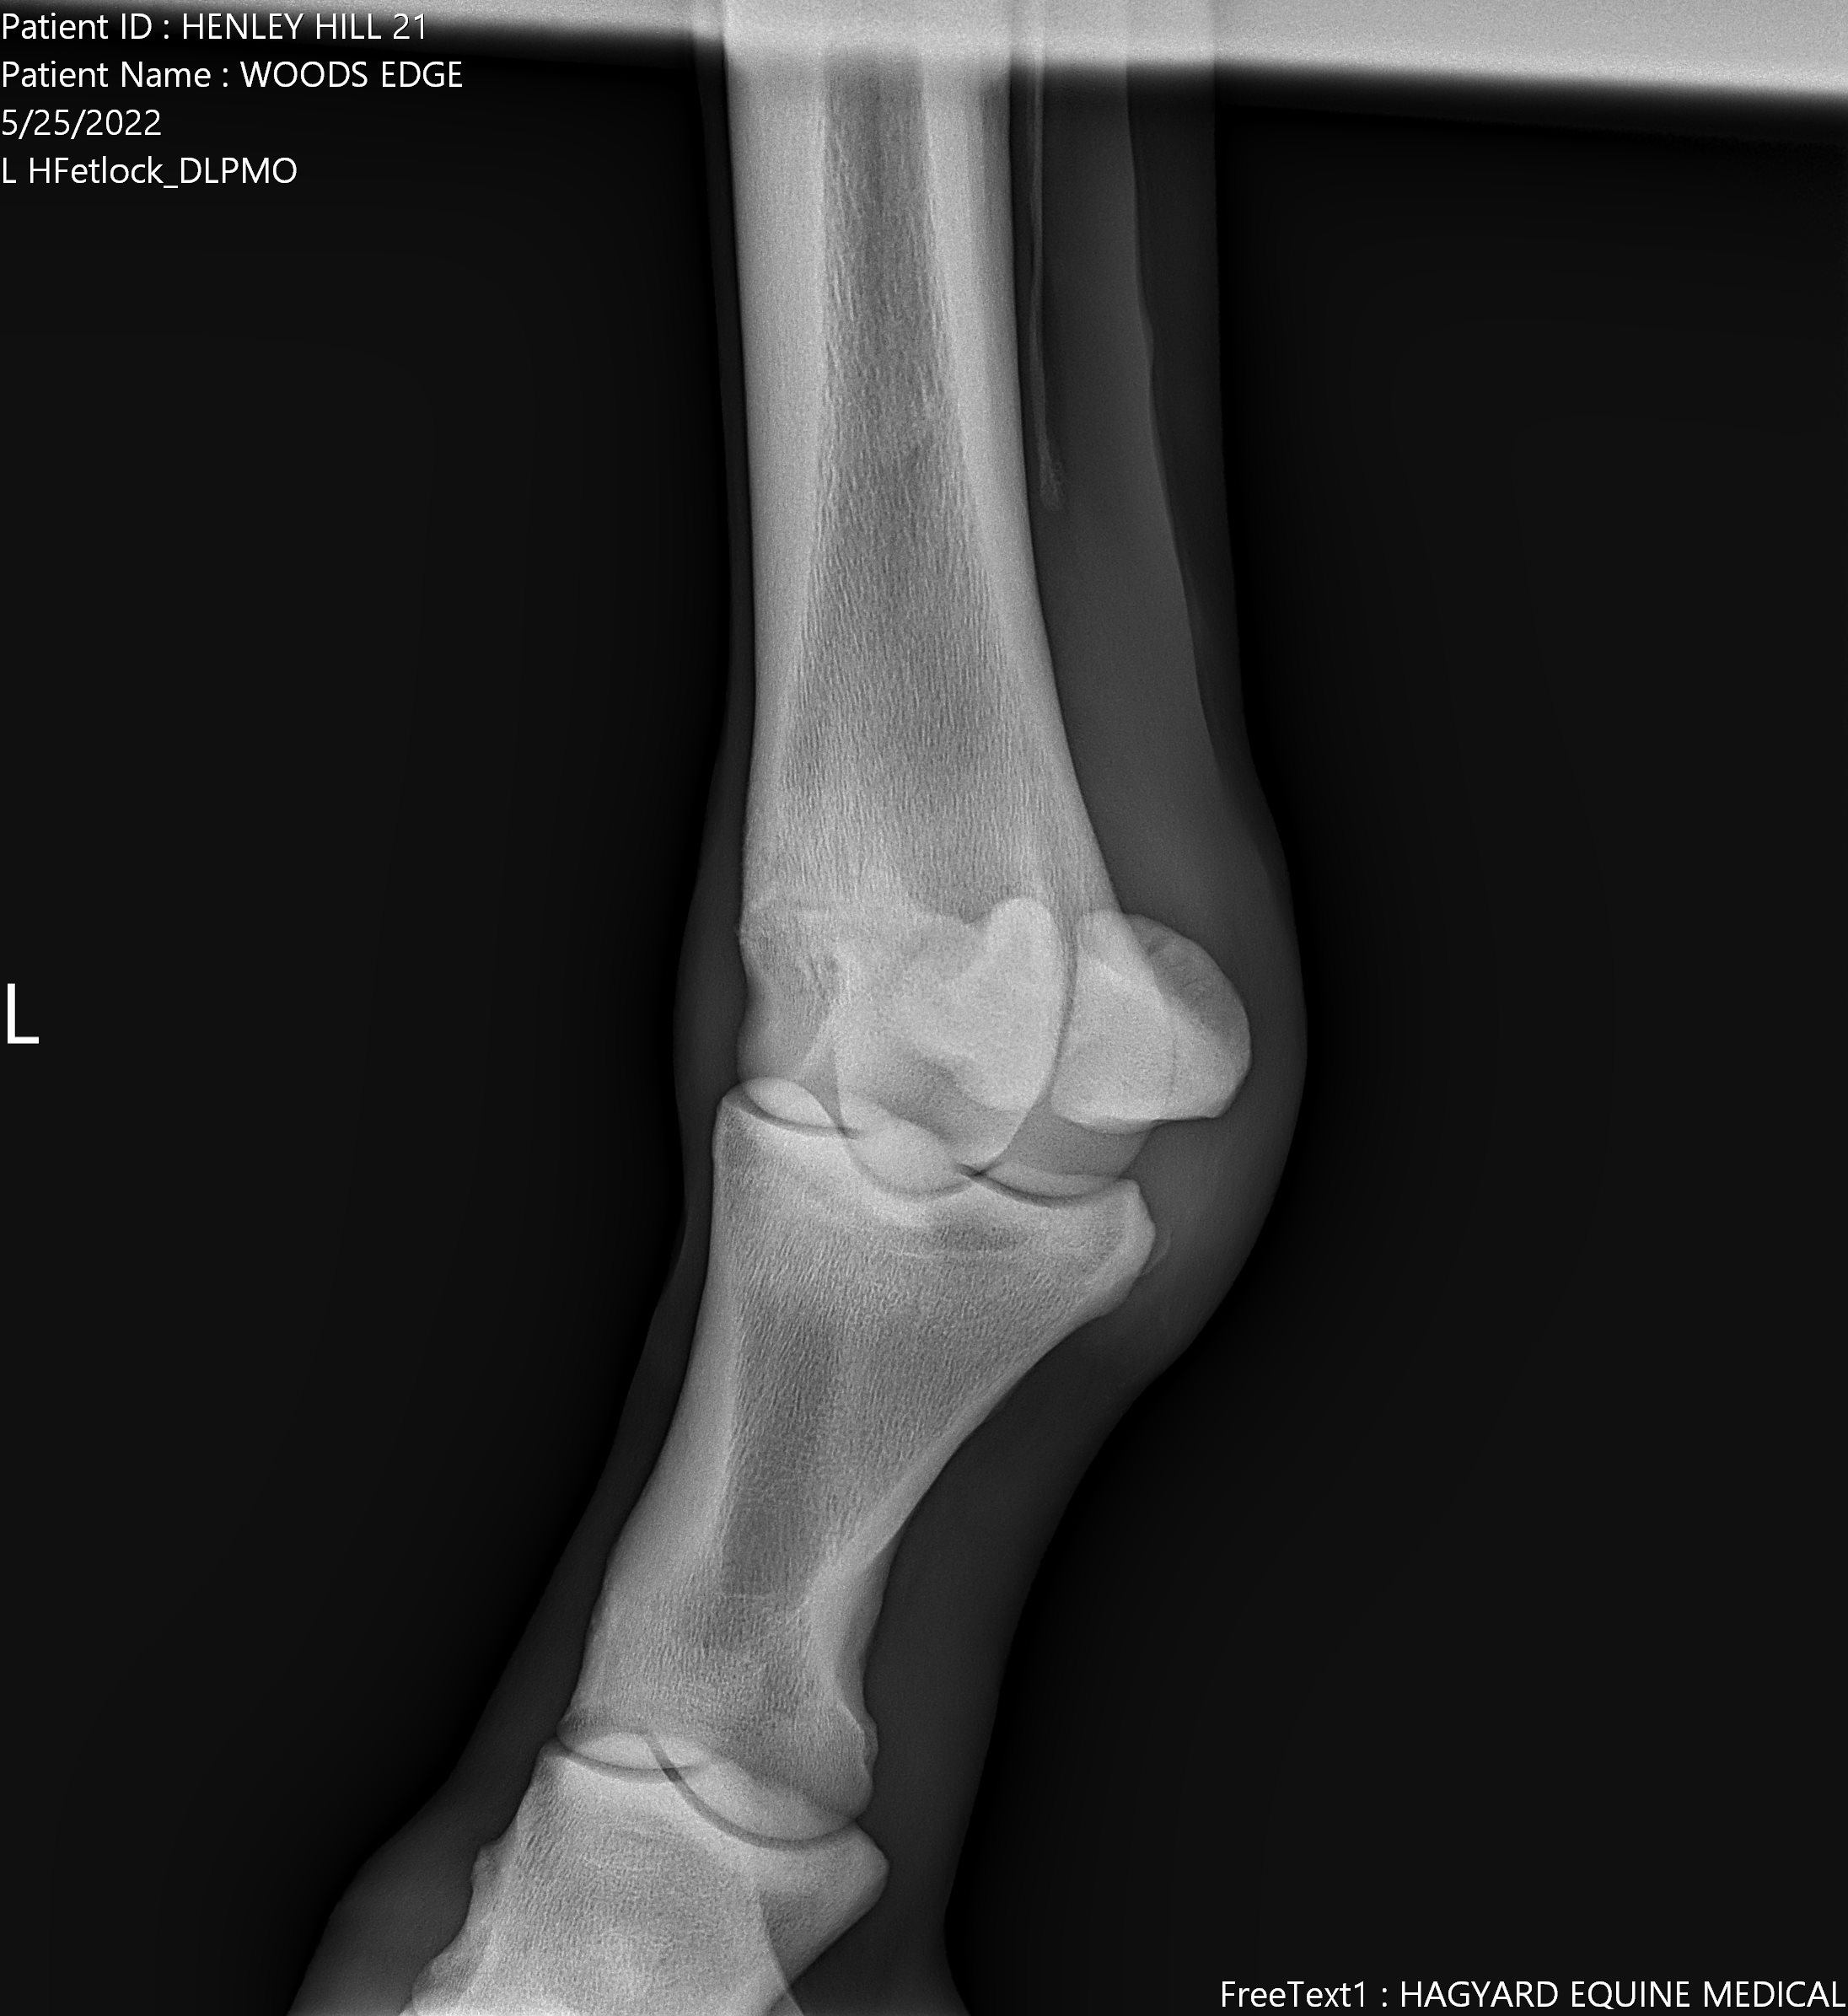 Patient ID : HENLEY HILL 21
Patient Name : WOODS EDGE
5/25/2022
L HFetlock_DLPMO
L
FreeText1 : HAGYARD EQUINE MEDICAL